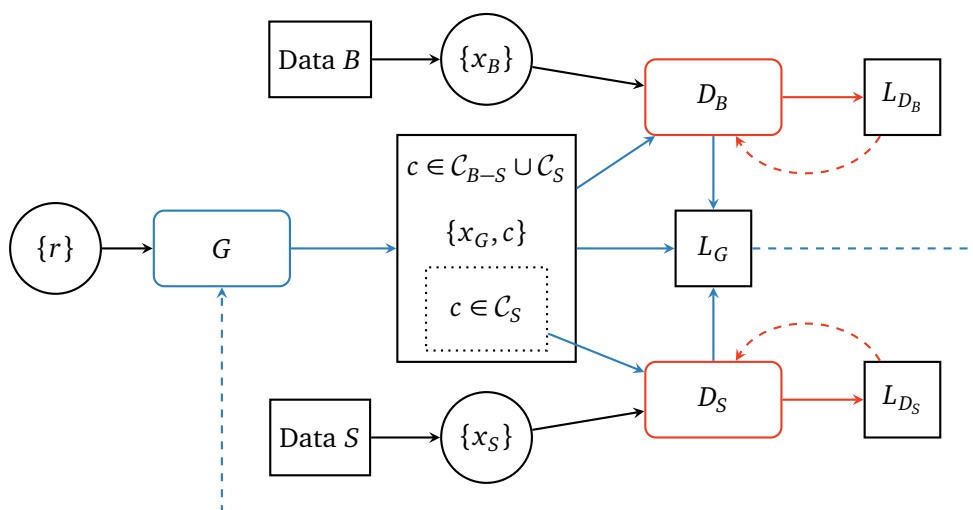 Data B
{x_B}
D_B
L_{D_B}
c ∈ 𝒞_{B−S} ∪ 𝒞_S
{r}
G
{x_G, c}
L_G
c ∈ 𝒞_S
Data S
{x_S}
D_S
L_{D_S}